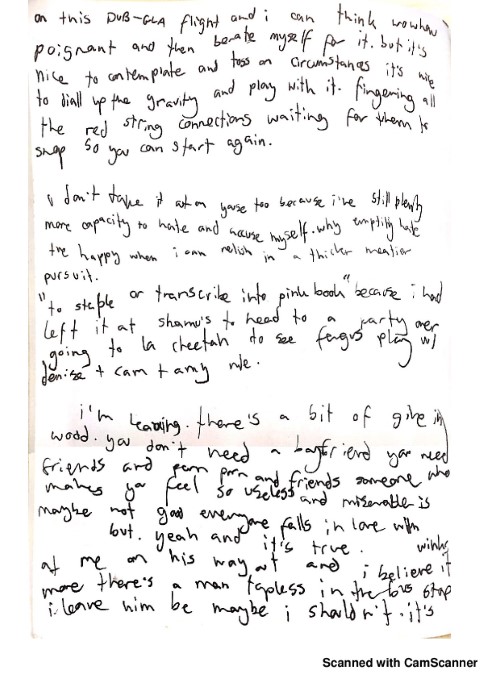 on this DUB-GLA flight and i can think wowhow
poignant and then berate myself for it. but it's
nice to contemplate and toss on circumstances it's nice
to diall up the gravity and play with it. fingering all
the red string connections waiting for them to
snap so you can start again.
i don't take it out on youse too because i've still plenty
more capacity to hate and accuse myself. why
the happy when i can relish in a thicker meatier
pursuit.
"to staple or transcribe into pink book" because i had
left it at shamu's to head to a party over
going to la cheetah to see fergus play w/
denise + cam + amy nle.
i'm leaving. there's a bit of give in
wood. you don't need a boyfriend you need
friends and porn and friends someone who
makes you feel so useless and miserable is
maybe not good everyone falls in love with
but. yeah and it's true. winks
at me on his way out and i believe it
more there's a man topless in the bus stop
i leave him be maybe i shouldn't. it's
Scanned with CamScanner